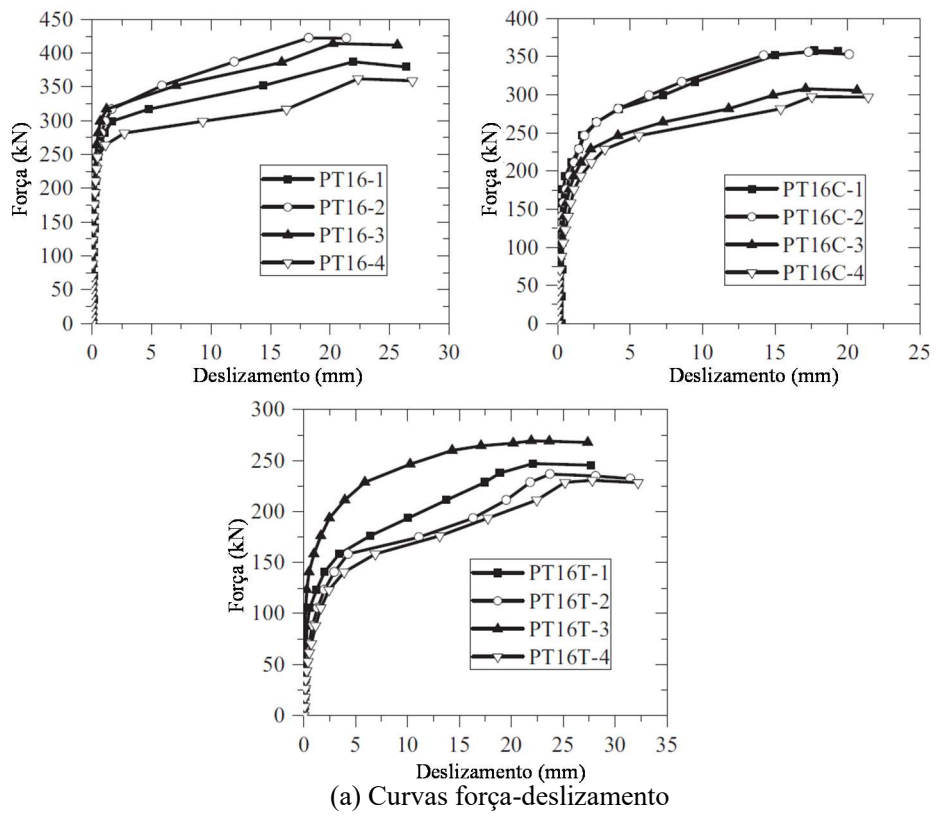 450
400
350
300
250
200
150
100
50
0
Força (kN)
PT16-1
PT16-2
PT16-3
PT16-4
0 5 10 15 20 25 30
Deslizamento (mm)
400
350
300
250
200
150
100
50
0
Força (kN)
PT16C-1
PT16C-2
PT16C-3
PT16C-4
0 5 10 15 20 25
Deslizamento (mm)
300
250
200
150
100
50
0
Força (kN)
PT16T-1
PT16T-2
PT16T-3
PT16T-4
0 5 10 15 20 25 30 35
Deslizamento (mm)
(a) Curvas força-deslizamento